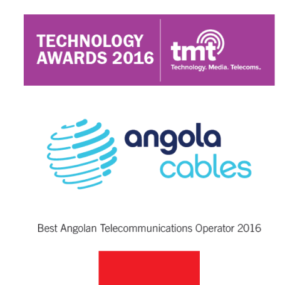 TECHNOLOGY
AWARDS 2016
tmt
Technology. Media. Telecoms.
angola
cables
Best Angolan Telecommunications Operator 2016